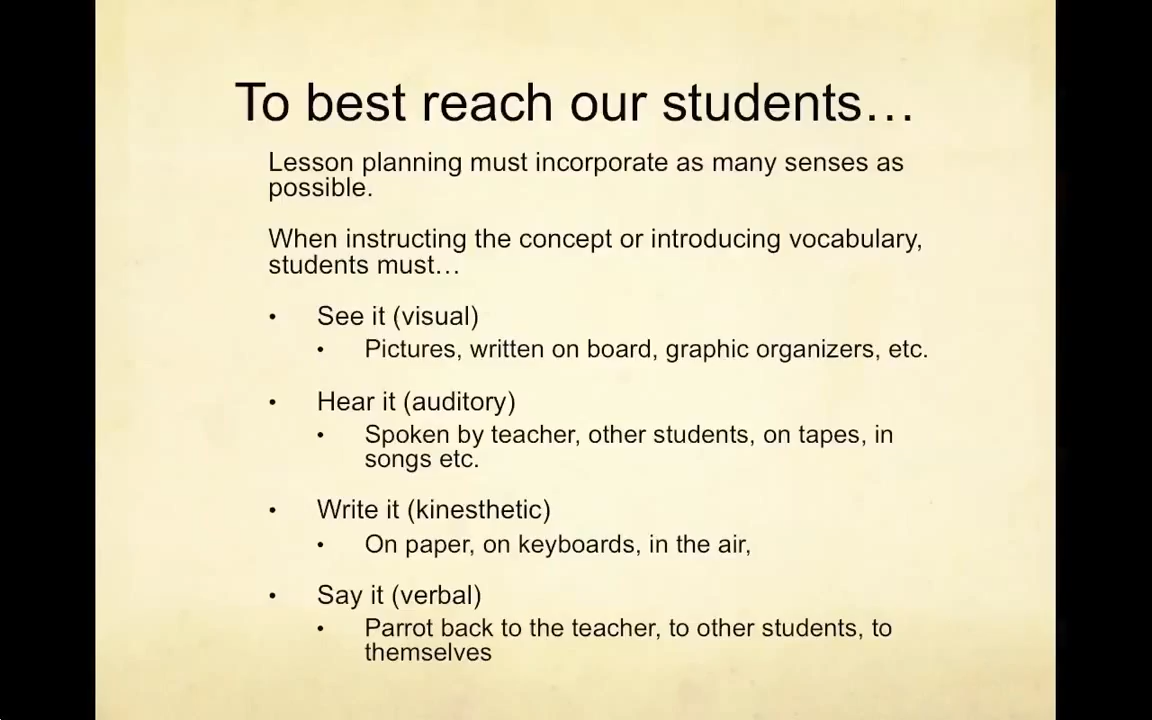 To best reach our students…
Lesson planning must incorporate as many senses as
possible.
When instructing the concept or introducing vocabulary,
students must…
• See it (visual)
• Pictures, written on board, graphic organizers, etc.
• Hear it (auditory)
• Spoken by teacher, other students, on tapes, in
songs etc.
• Write it (kinesthetic)
• On paper, on keyboards, in the air,
• Say it (verbal)
• Parrot back to the teacher, to other students, to
themselves